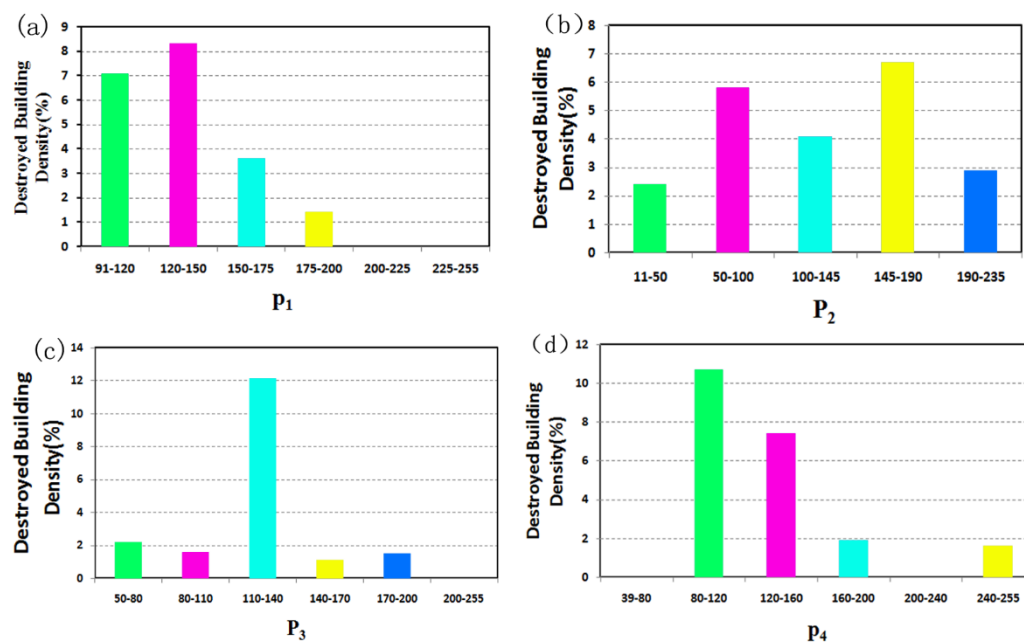 (a)
Destroyed Building
Density(%)
9
8
7
6
5
4
3
2
1
0
91-120 120-150 150-175 175-200 200-225 225-255
p1
(b)
Destroyed Building
Density(%)
8
7
6
5
4
3
2
1
0
11-50 50-100 100-145 145-190 190-235
P2
(c)
Destroyed Building
Density(%)
14
12
10
8
6
4
2
0
50-80 80-110 110-140 140-170 170-200 200-255
P3
(d)
Destroyed Building
Density(%)
12
10
8
6
4
2
0
39-80 80-120 120-160 160-200 200-240 240-255
p4